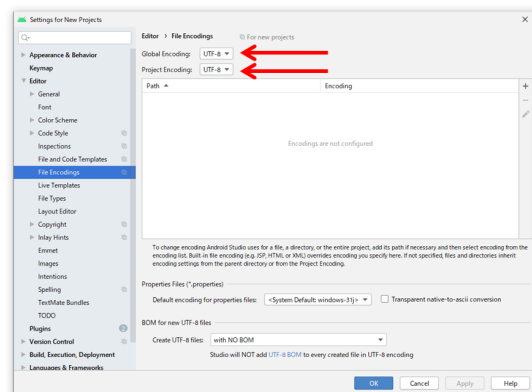 Settings for New Projects
Editor › File Encodings
For new projects
Appearance & Behavior
Keymap
Editor
General
Font
Color Scheme
Code Style
Inspections
File and Code Templates
File Encodings
Live Templates
File Types
Layout Editor
Copyright
Inlay Hints
Emmet
Images
Intentions
Spelling
TextMate Bundles
TODO
Plugins 2
Version Control
Build, Execution, Deployment
Languages & Frameworks
Global Encoding: UTF-8
Project Encoding: UTF-8
Path Encoding
Encodings are not configured
To change encoding Android Studio uses for a file, a directory, or the entire project, add its path if necessary and then select encoding from the
encoding list. Built-in file encoding (e.g. JSP, HTML or XML) overrides encoding you specify here. If not specified, files and directories inherit
encoding settings from the parent directory or from the Project Encoding.
Properties Files (*.properties)
Default encoding for properties files: <System Default: windows-31j> Transparent native-to-ascii conversion
BOM for new UTF-8 files
Create UTF-8 files: with NO BOM
Studio will NOT add UTF-8 BOM to every created file in UTF-8 encoding
OK Cancel Apply Help